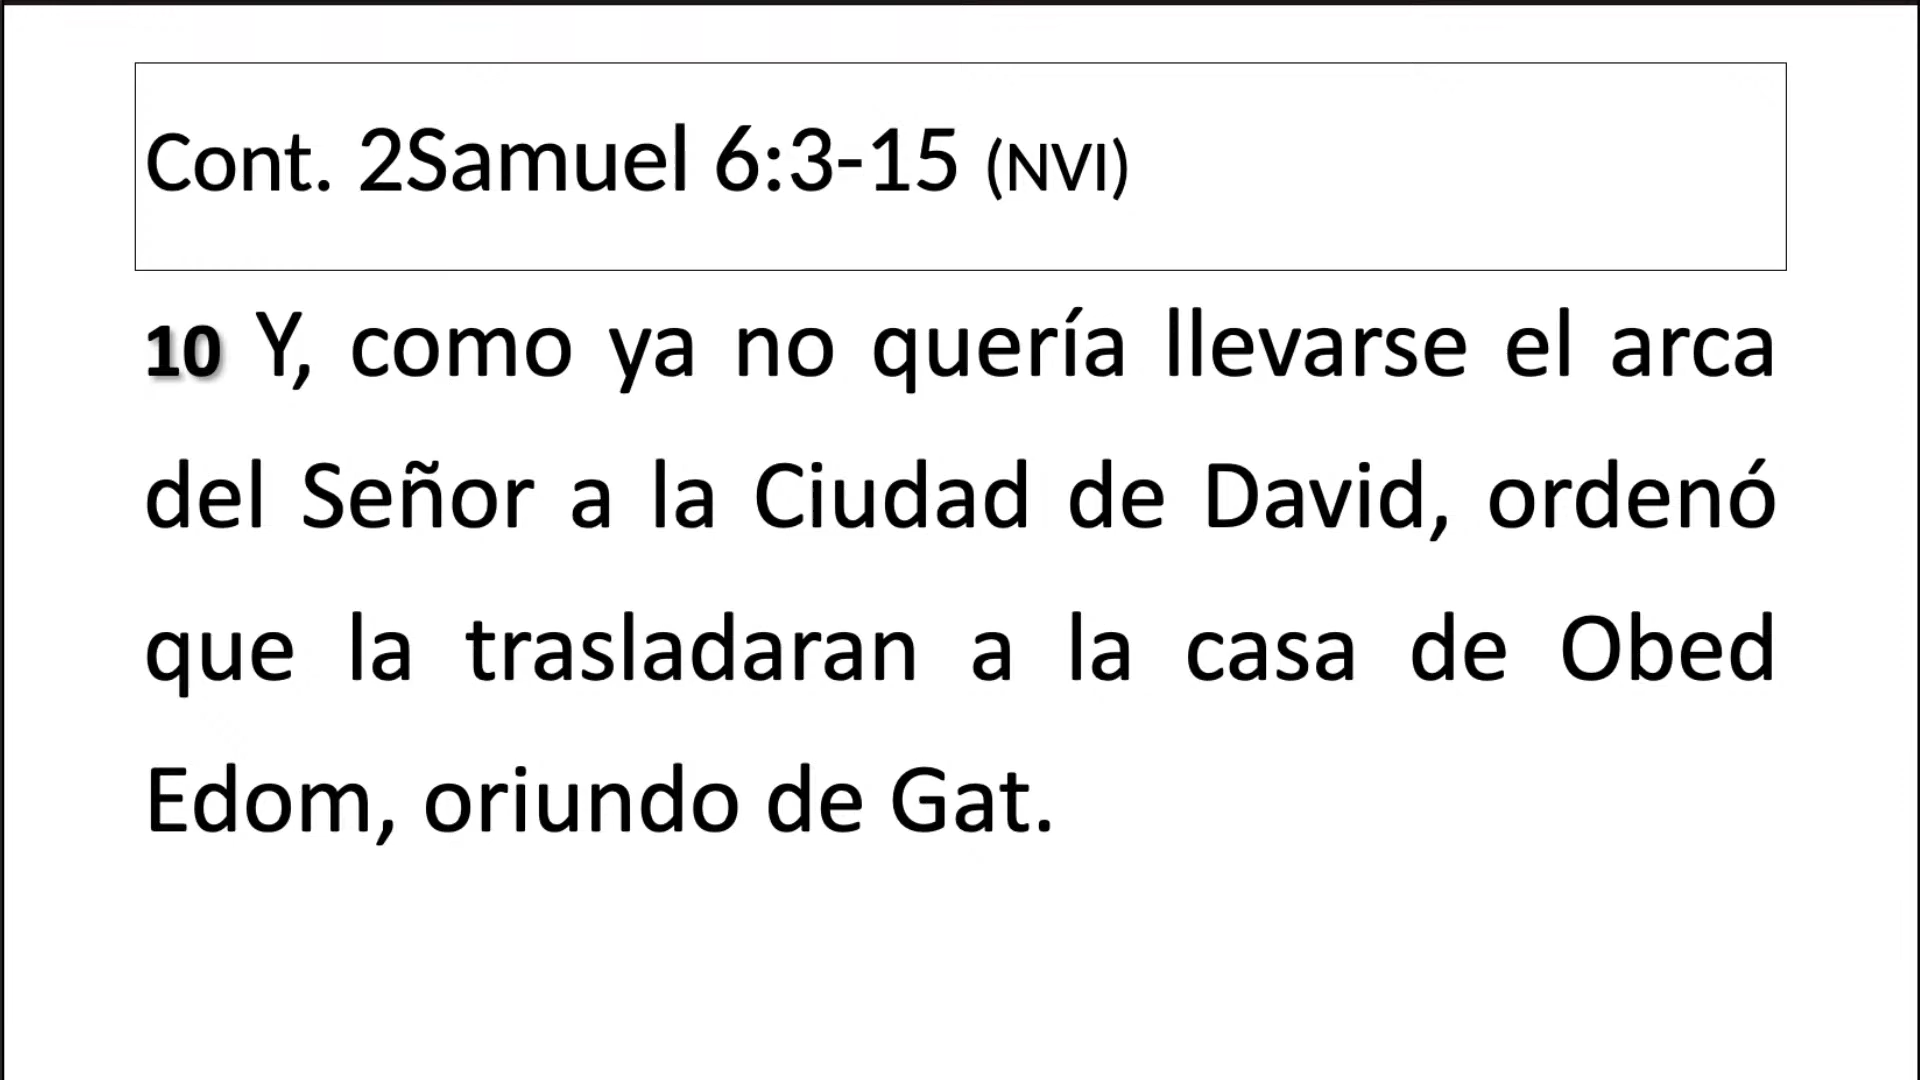 Cont. 2Samuel 6:3-15 (NVI)
10 Y, como ya no quería llevarse el arca
del Señor a la Ciudad de David, ordenó
que la trasladaran a la casa de Obed
Edom, oriundo de Gat.